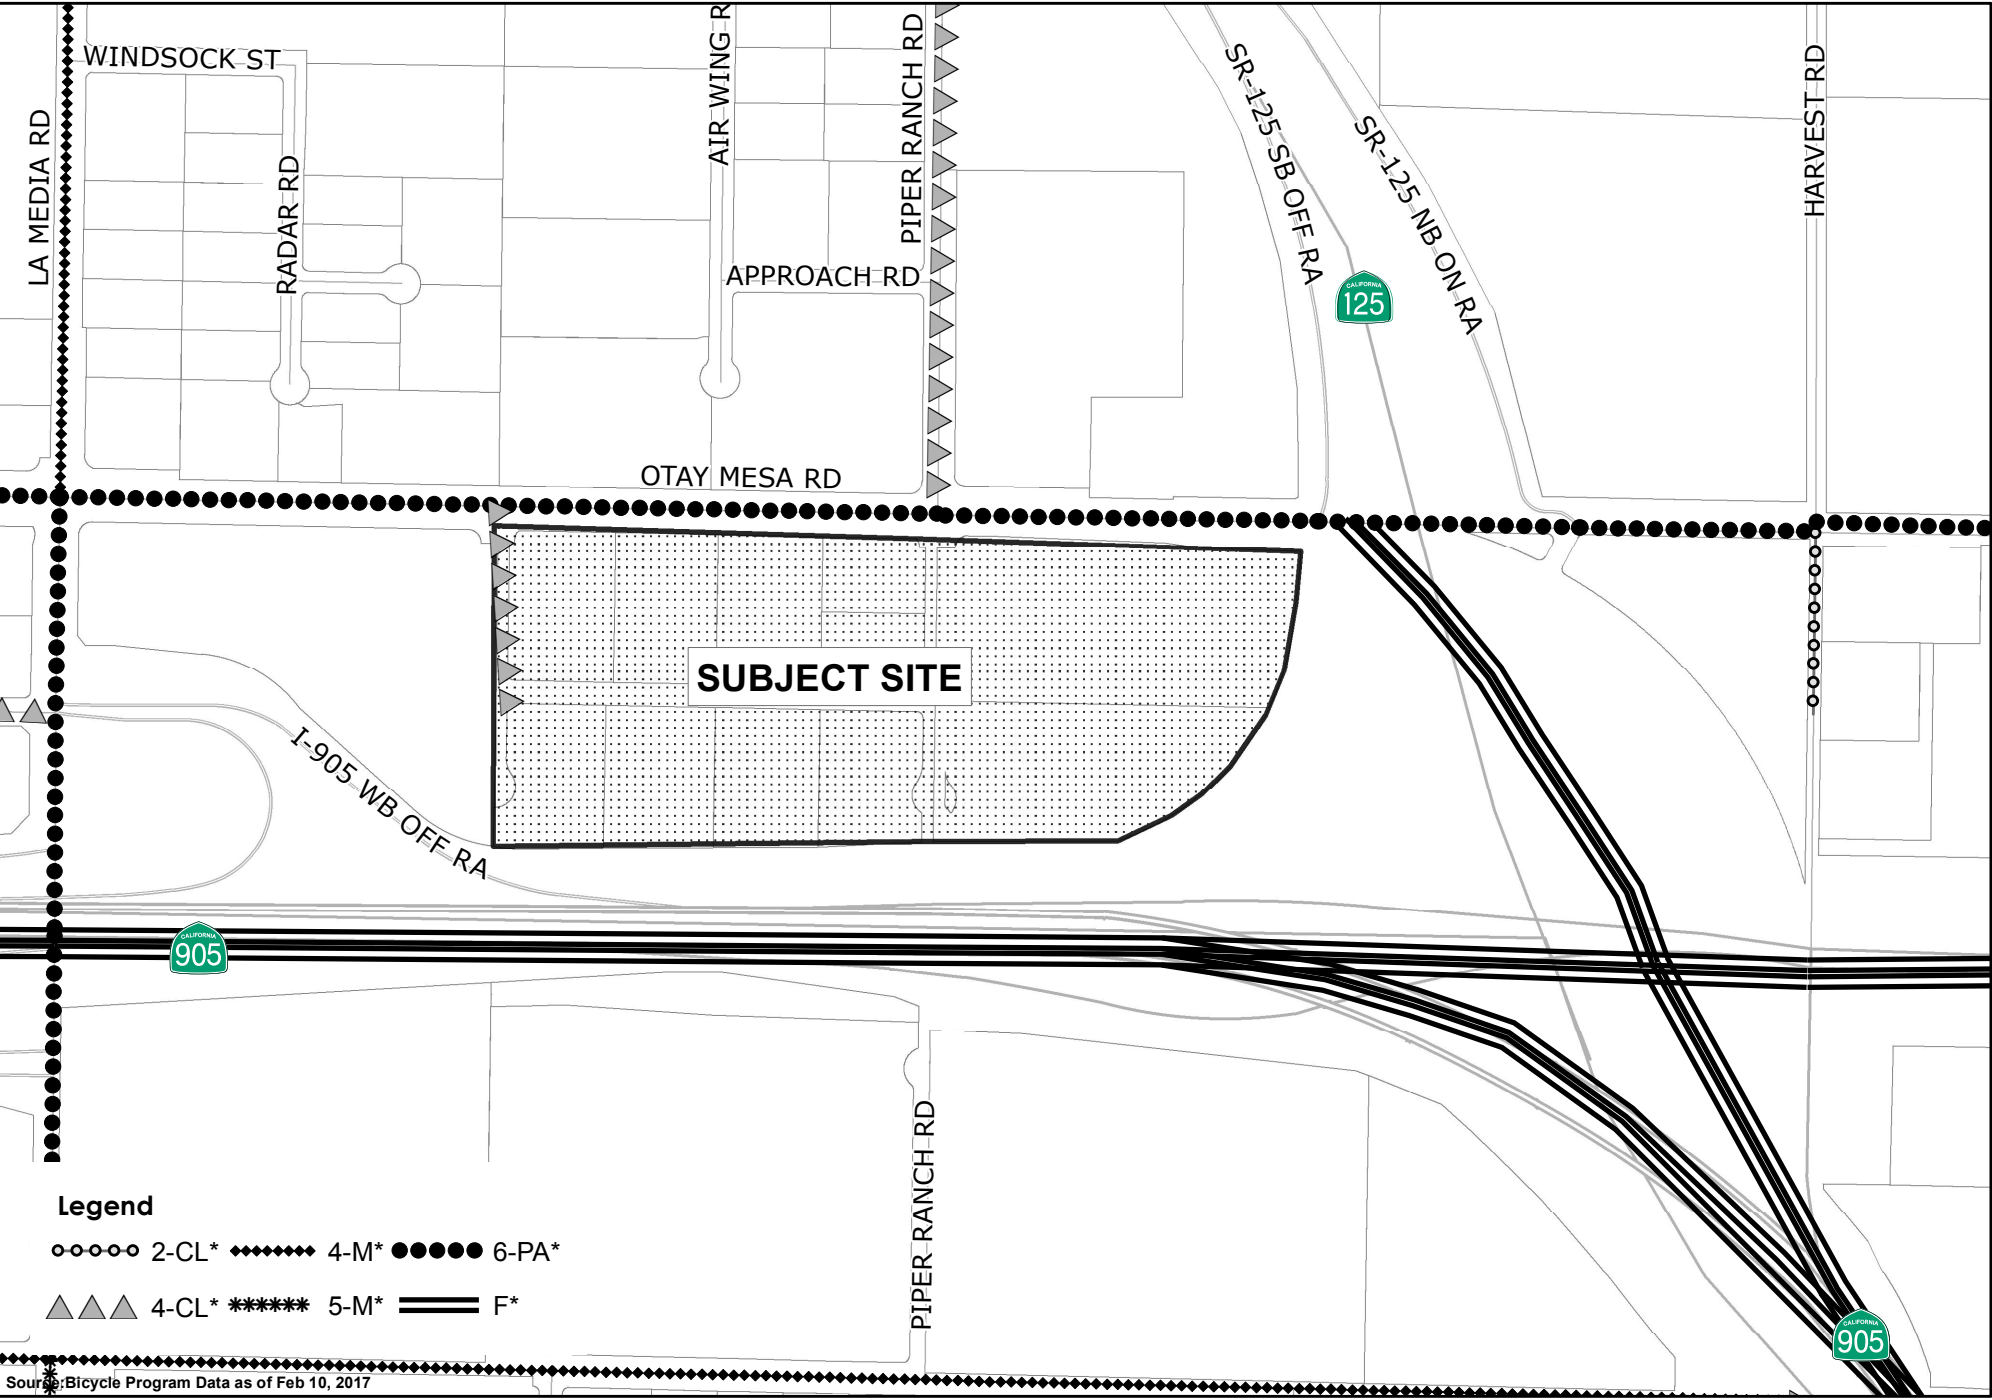 WINDSOCK ST
LA MEDIA RD
RADAR RD
AIR WING R
PIPER RANCH RD
APPROACH RD
SR-125 SB OFF RA
SR-125 NB ON RA
CALIFORNIA
125
HARVEST RD
OTAY MESA RD
SUBJECT SITE
I-905 WB OFF RA
CALIFORNIA
905
PIPER RANCH RD
CALIFORNIA
905
Legend
2-CL* 4-M* 6-PA*
4-CL* 5-M* F*
Source:Bicycle Program Data as of Feb 10, 2017